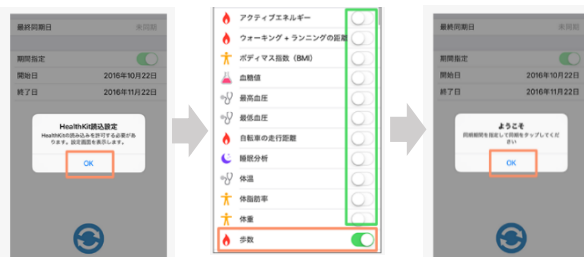 最終同期日 未同期
期間指定
開始日 2016年10月22日
終了日 2016年11月22日
HealthKit読込設定
HealthKitの読み込みを許可する必要があ
ります。設定画面を表示します。
OK
アクティブエネルギー
ウォーキング + ランニングの距離
ボディマス指数（BMI）
血糖値
最高血圧
最低血圧
自転車の走行距離
睡眠分析
体温
体脂肪率
体重
歩数
最終同期日 未同期
期間指定
開始日 2016年10月22日
終了日 2016年11月22日
ようこそ
同期期間を指定して同期をタップしてくだ
さい
OK